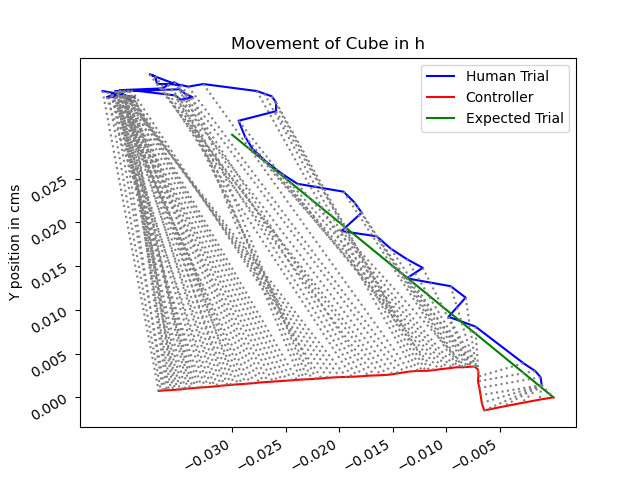 Movement of Cube in h
Human Trial
Controller
Expected Trial
Y position in cms
0.025
0.020
0.015
0.010
0.005
0.000
−0.030
−0.025
−0.020
−0.015
−0.010
−0.005